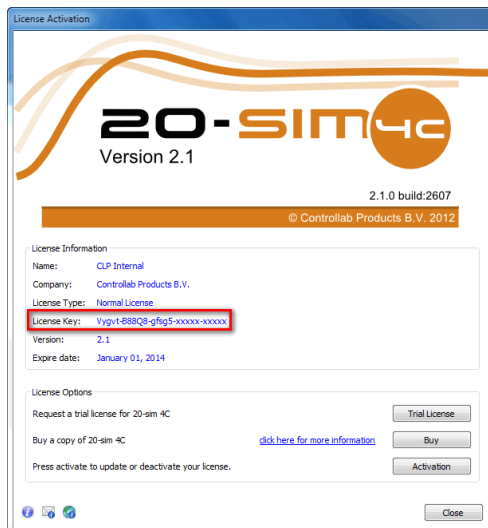 License Activation
20-SIM 4C
Version 2.1
2.1.0 build:2607
© Controllab Products B.V. 2012
License Information
Name: CLP Internal
Company: Controllab Products B.V.
License Type: Normal License
License Key: Vygvt-B88Q8-gfsg5-xxxxx-xxxxx
Version: 2.1
Expire date: January 01, 2014
License Options
Request a trial license for 20-sim 4C Trial License
Buy a copy of 20-sim 4C click here for more information Buy
Press activate to update or deactivate your license. Activation
Close